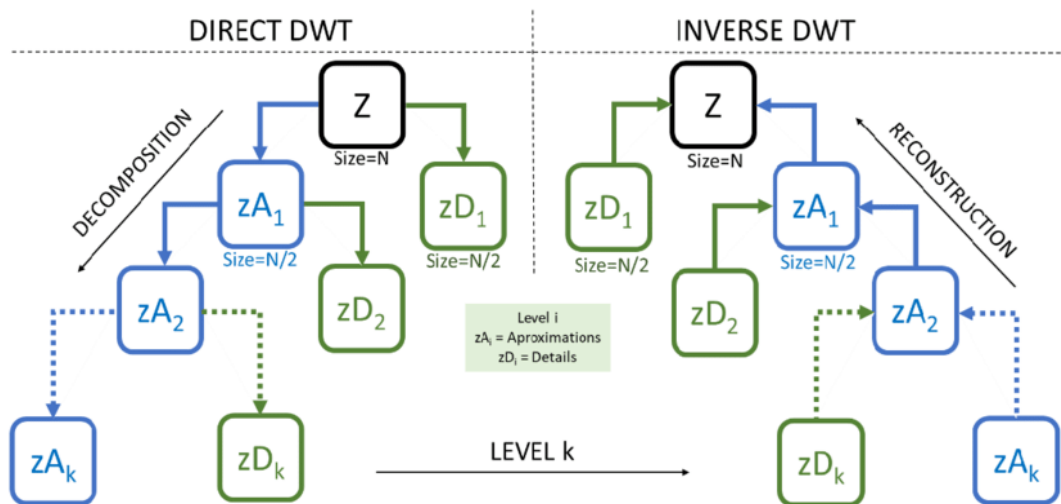 DIRECT DWT
INVERSE DWT
DECOMPOSITION
Z
Size=N
zA₁
Size=N/2
zD₁
Size=N/2
zA₂
zD₂
zAₖ
zDₖ
Z
Size=N
RECONSTRUCTION
zD₁
Size=N/2
zA₁
Size=N/2
zD₂
zA₂
zDₖ
zAₖ
Level i
zAᵢ = Aproximations
zDᵢ = Details
LEVEL k